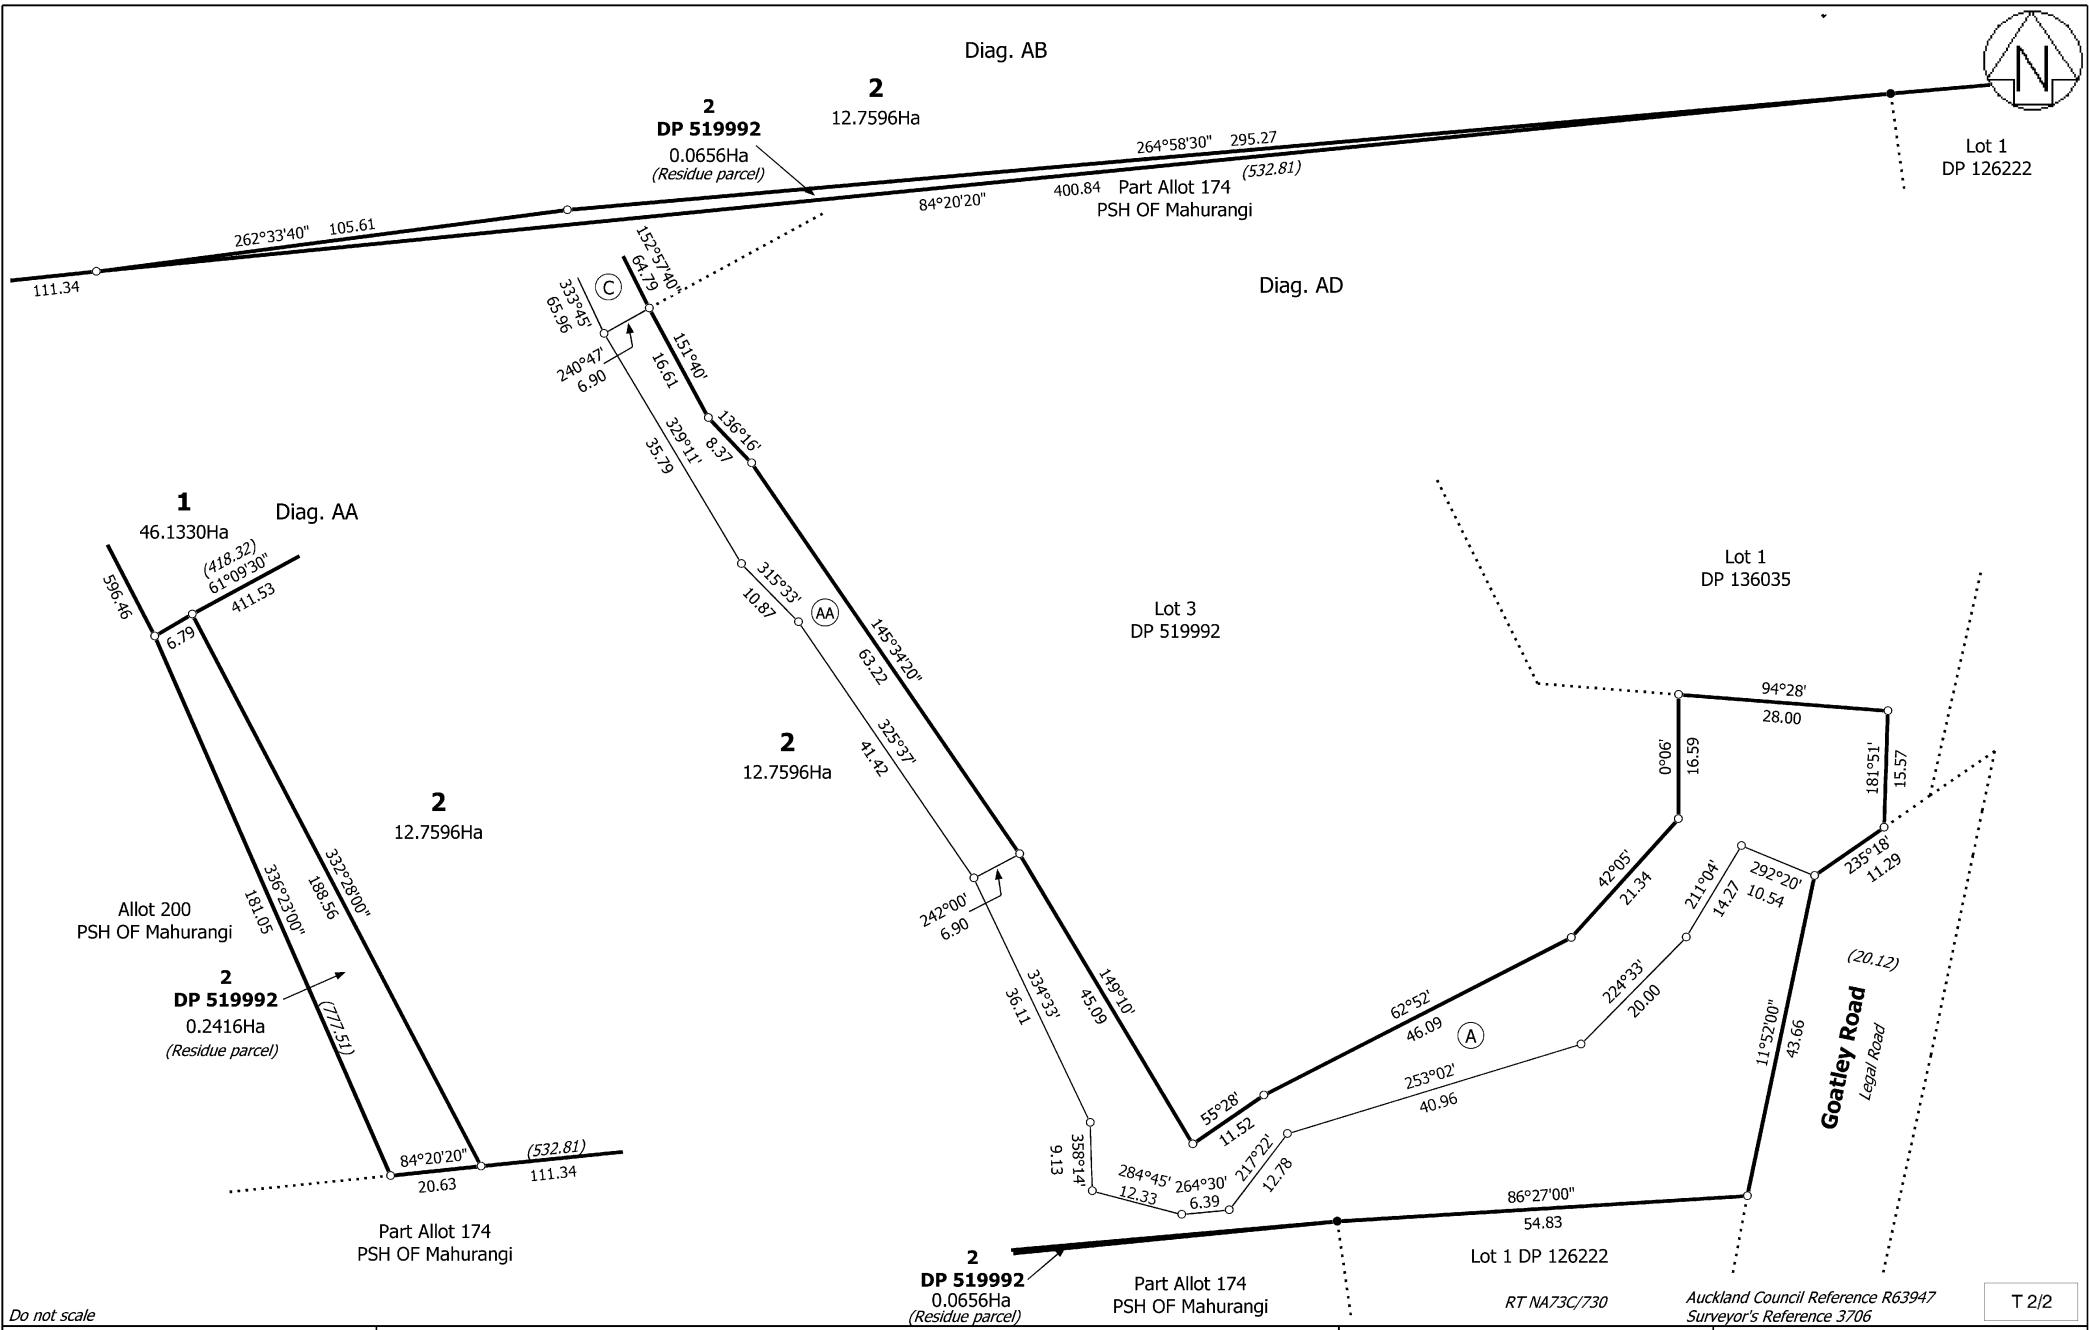 Diag. AB
N
2
12.7596Ha
2
DP 519992
0.0656Ha
(Residue parcel)
264°58'30" 295.27
(532.81)
400.84
84°20'20"
Part Allot 174
PSH OF Mahurangi
Lot 1
DP 126222
262°33'40" 105.61
111.34
Diag. AD
152°57'40"
64.79
C
333°45'
65.96
240°47'
6.90
151°40'
16.61
136°16'
8.37
329°11'
35.79
315°33'
10.87
AA
145°34'20"
63.22
325°37'
41.42
2
12.7596Ha
242°00'
6.90
334°33'
36.11
149°10'
45.09
358°14'
9.13
284°45'
12.33
264°30'
6.39
217°22'
12.78
55°28'
11.52
62°52'
46.09
A
253°02'
40.96
42°05'
21.34
224°33'
20.00
211°04'
14.27
292°20'
10.54
0°06'
16.59
94°28'
28.00
181°51'
15.57
235°18'
11.29
11°52'00"
43.66
(20.12)
Goatley Road
Legal Road
Lot 3
DP 519992
Lot 1
DP 136035
86°27'00"
54.83
Lot 1 DP 126222
2
DP 519992
0.0656Ha
(Residue parcel)
Part Allot 174
PSH OF Mahurangi
1
46.1330Ha
Diag. AA
(418.32)
61°09'30"
411.53
596.46
6.79
2
12.7596Ha
332°28'00"
188.56
336°23'00"
181.05
(777.51)
Allot 200
PSH OF Mahurangi
2
DP 519992
0.2416Ha
(Residue parcel)
84°20'20"
20.63
(532.81)
111.34
Part Allot 174
PSH OF Mahurangi
Do not scale
RT NA73C/730
Auckland Council Reference R63947
Surveyor's Reference 3706
T 2/2